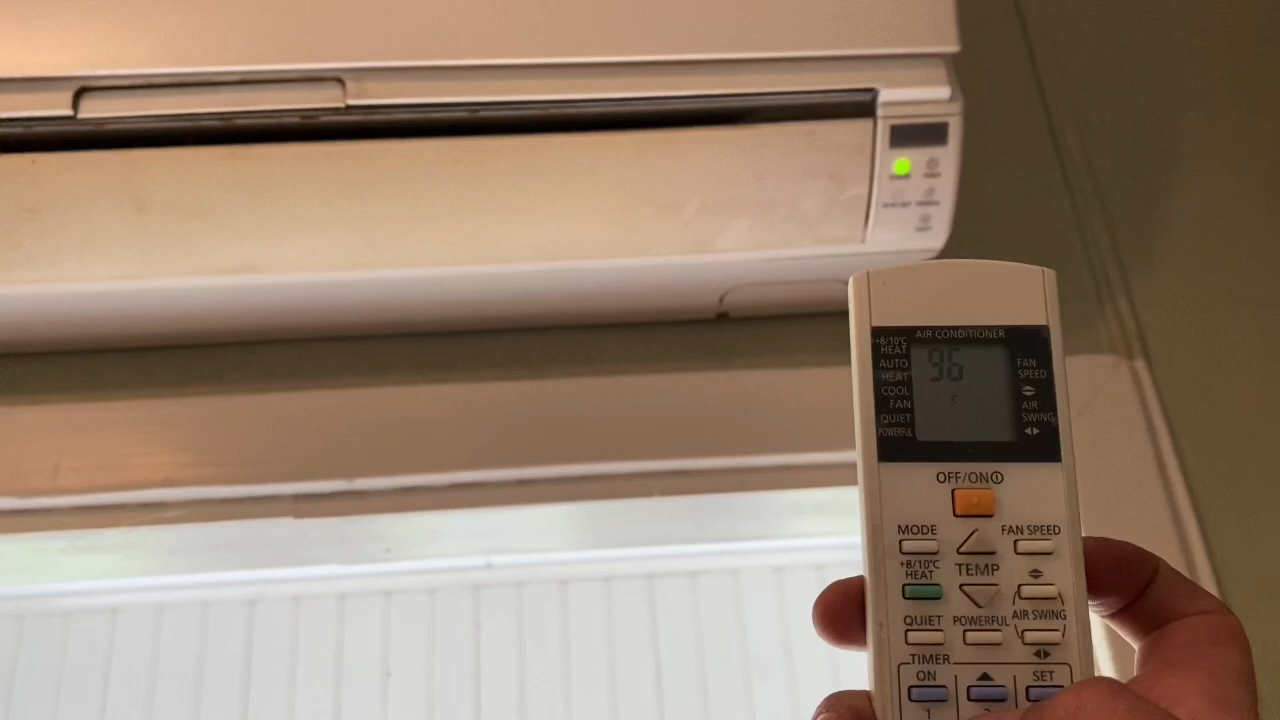 AIR CONDITIONER
+8/10°C
HEAT
AUTO
HEAT
COOL
FAN
QUIET
POWERFUL
96
F
FAN
SPEED
AIR
SWING
OFF/ON
MODE
FAN SPEED
+8/10°C
HEAT
TEMP
QUIET
POWERFUL
AIR SWING
TIMER
ON
SET
1